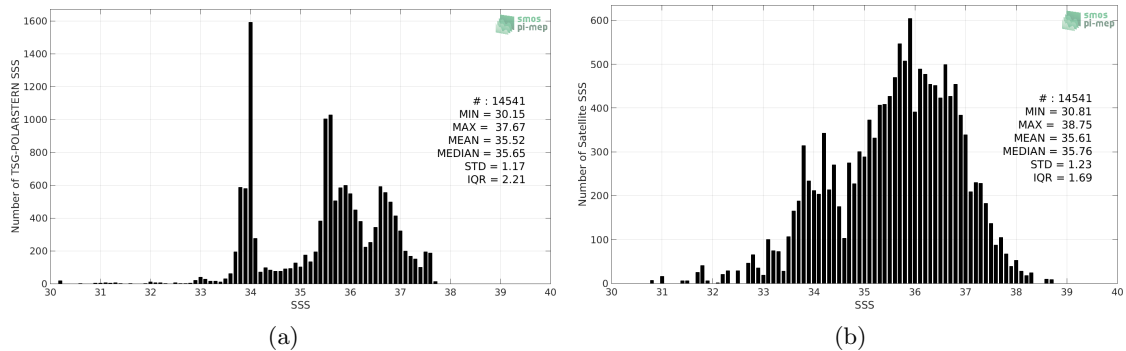 smos
pi-mep
1600
1400
1200
1000
800
600
400
200
0
Number of TSG-POLARSTERN SSS
# : 14541
MIN = 30.15
MAX = 37.67
MEAN = 35.52
MEDIAN = 35.65
STD = 1.17
IQR = 2.21
30 31 32 33 34 35 36 37 38 39 40
SSS
(a)
smos
pi-mep
600
500
400
300
200
100
0
Number of Satellite SSS
# : 14541
MIN = 30.81
MAX = 38.75
MEAN = 35.61
MEDIAN = 35.76
STD = 1.23
IQR = 1.69
30 31 32 33 34 35 36 37 38 39 40
SSS
(b)